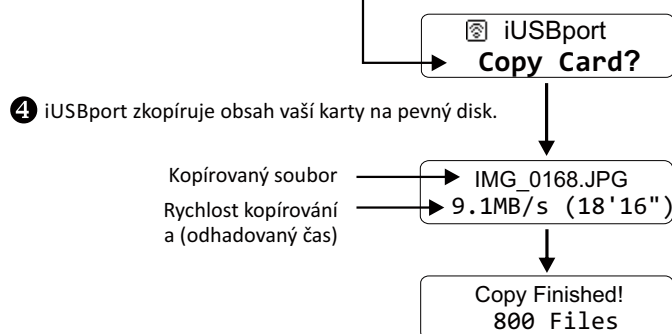 iUSBport
Copy Card?
4 iUSBport zkopíruje obsah vaší karty na pevný disk.
Kopírovaný soubor
IMG_0168.JPG
Rychlost kopírování
a (odhadovaný čas)
9.1MB/s (18'16")
Copy Finished!
800 Files